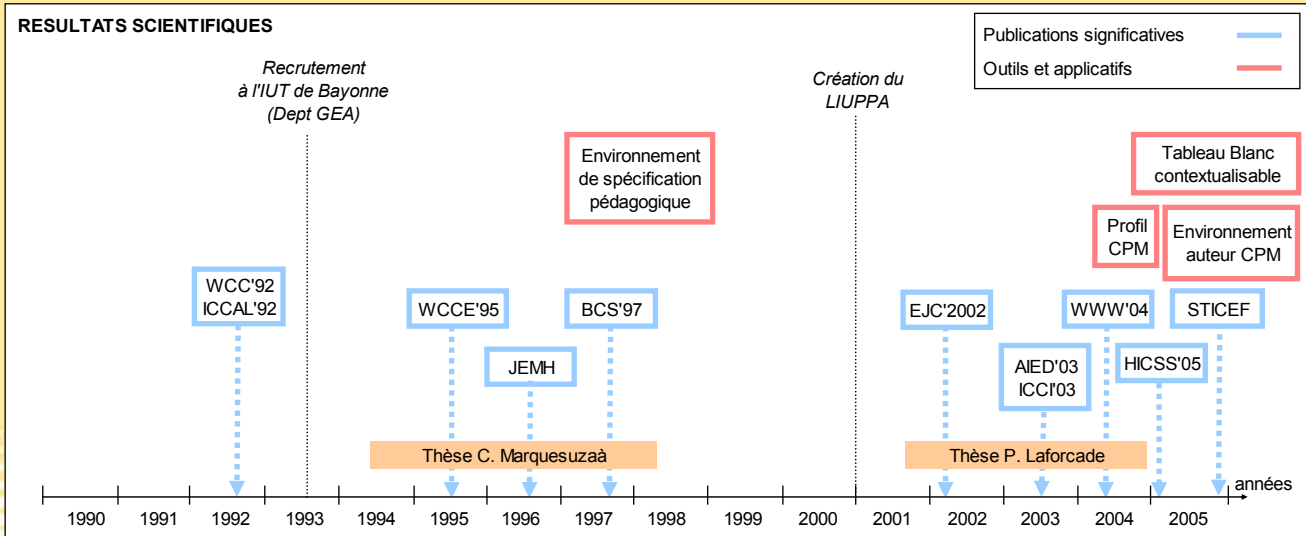 RESULTATS SCIENTIFIQUES
Publications significatives
Outils et applicatifs
Recrutement
à l'IUT de Bayonne
(Dept GEA)
Création du
LIUPPA
Environnement
de spécification
pédagogique
Tableau Blanc
contextualisable
Profil
CPM
Environnement
auteur CPM
WCC'92
ICCAL'92
WCCE'95
BCS'97
EJC'2002
WWW'04
STICEF
JEMH
AIED'03
ICCI'03
HICSS'05
Thèse C. Marquesuzaà
Thèse P. Laforcade
années
1990 1991 1992 1993 1994 1995 1996 1997 1998 1999 2000 2001 2002 2003 2004 2005